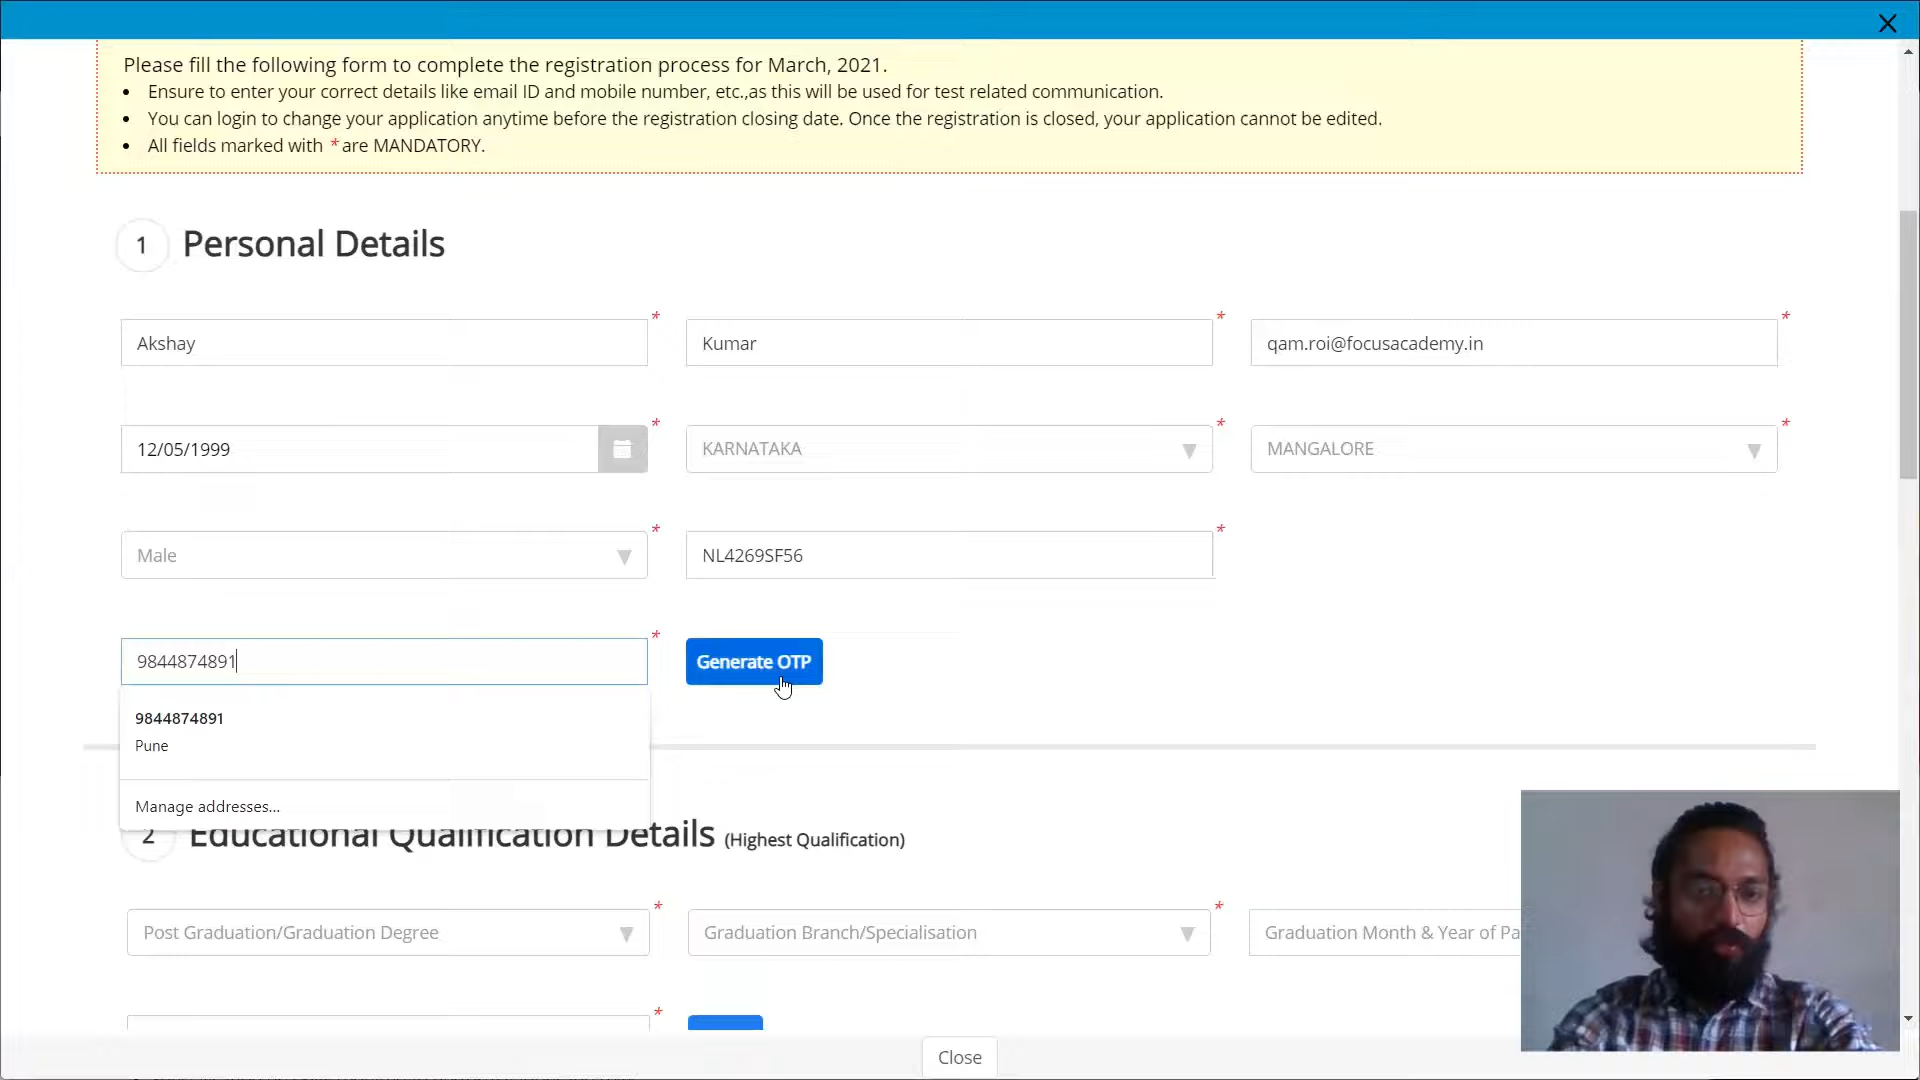 Please fill the following form to complete the registration process for March, 2021.
• Ensure to enter your correct details like email ID and mobile number, etc.,as this will be used for test related communication.
• You can login to change your application anytime before the registration closing date. Once the registration is closed, your application cannot be edited.
• All fields marked with * are MANDATORY.
1 Personal Details
* * *
Akshay Kumar qam.roi@focusacademy.in
* * *
12/05/1999 KARNATAKA MANGALORE
* *
Male NL4269SF56
*
9844874891 Generate OTP
9844874891
Pune
Manage addresses...
2 Educational Qualification Details (Highest Qualification)
* *
Post Graduation/Graduation Degree Graduation Branch/Specialisation Graduation Month & Year of Pa
*
Close